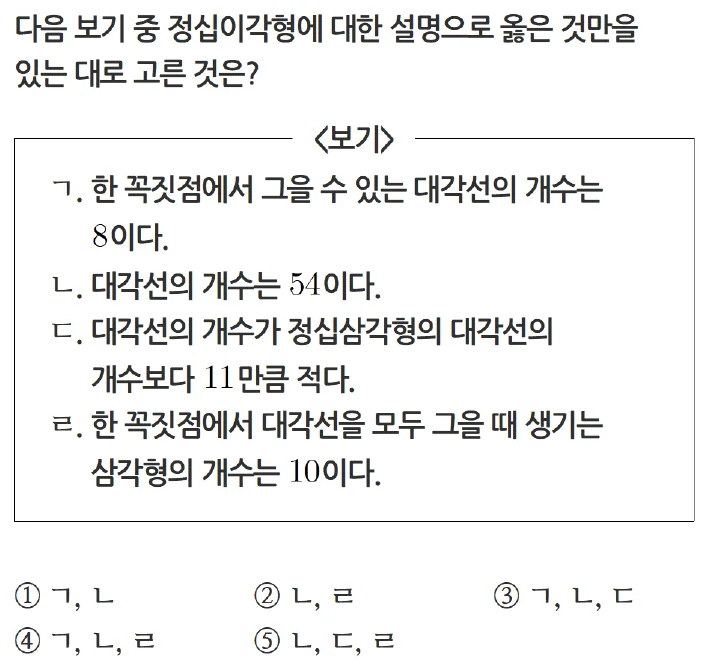 다음 보기 중 정십이각형에 대한 설명으로 옳은 것만을
있는 대로 고른 것은?
<보기>
ㄱ. 한 꼭짓점에서 그을 수 있는 대각선의 개수는
8이다.
ㄴ. 대각선의 개수는 54이다.
ㄷ. 대각선의 개수가 정십삼각형의 대각선의
개수보다 11만큼 적다.
ㄹ. 한 꼭짓점에서 대각선을 모두 그을 때 생기는
삼각형의 개수는 10이다.
① ㄱ, ㄴ ② ㄴ, ㄹ ③ ㄱ, ㄴ, ㄷ
④ ㄱ, ㄴ, ㄹ ⑤ ㄴ, ㄷ, ㄹ